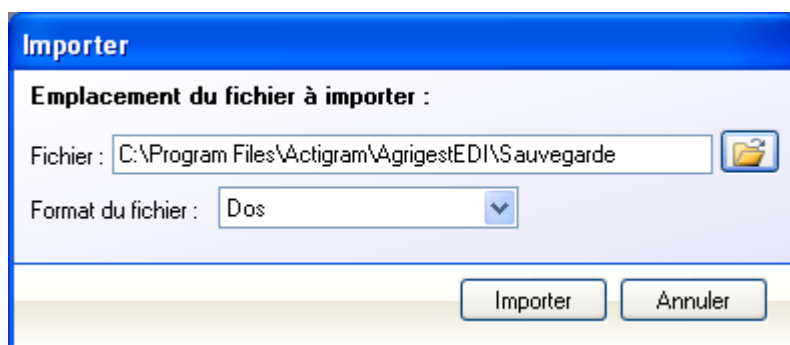 Importer
Emplacement du fichier à importer :
Fichier : C:\Program Files\Actigram\AgrigestEDI\Sauvegarde
Format du fichier : Dos
Importer Annuler